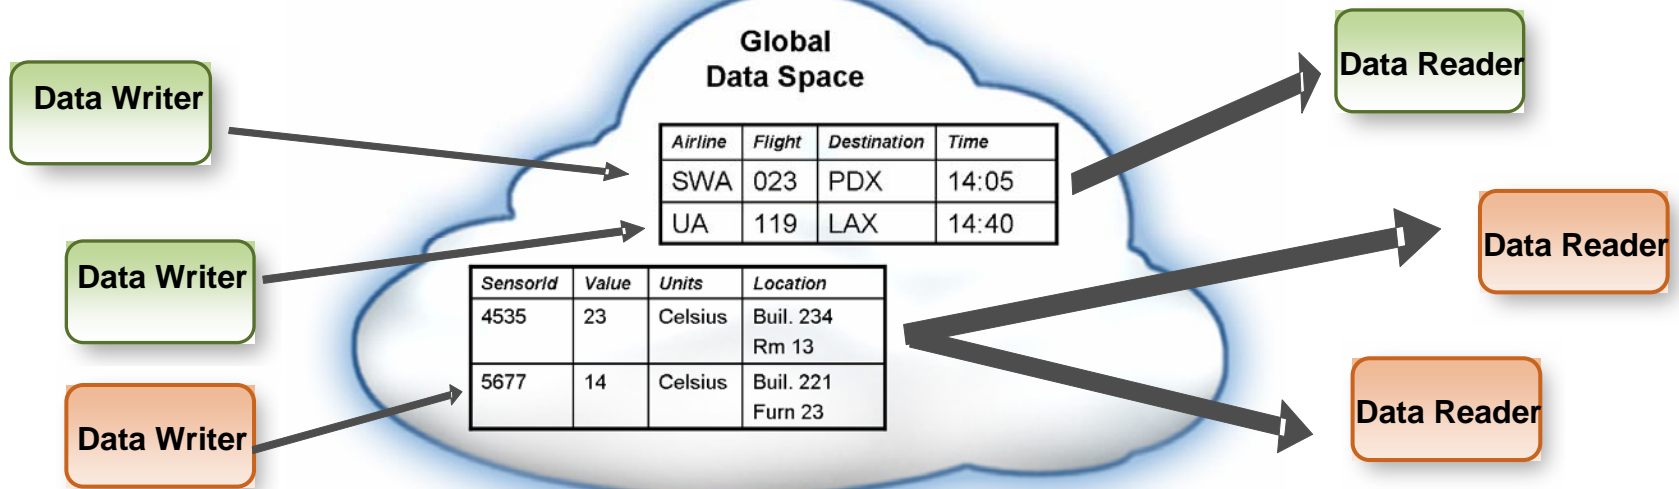 Global
Data Space
Data Writer
Data Writer
Data Writer
Airline Flight Destination Time
SWA 023 PDX 14:05
UA 119 LAX 14:40
SensorId Value Units Location
4535 23 Celsius Buil. 234
Rm 13
5677 14 Celsius Buil. 221
Furn 23
Data Reader
Data Reader
Data Reader